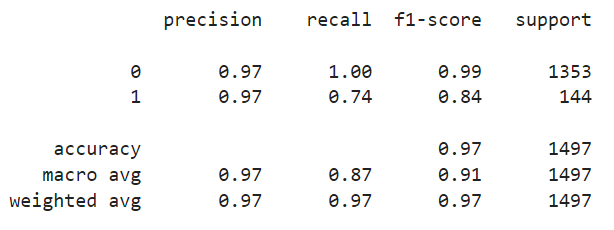 precision recall f1-score support
0 0.97 1.00 0.99 1353
1 0.97 0.74 0.84 144
accuracy 0.97 1497
macro avg 0.97 0.87 0.91 1497
weighted avg 0.97 0.97 0.97 1497